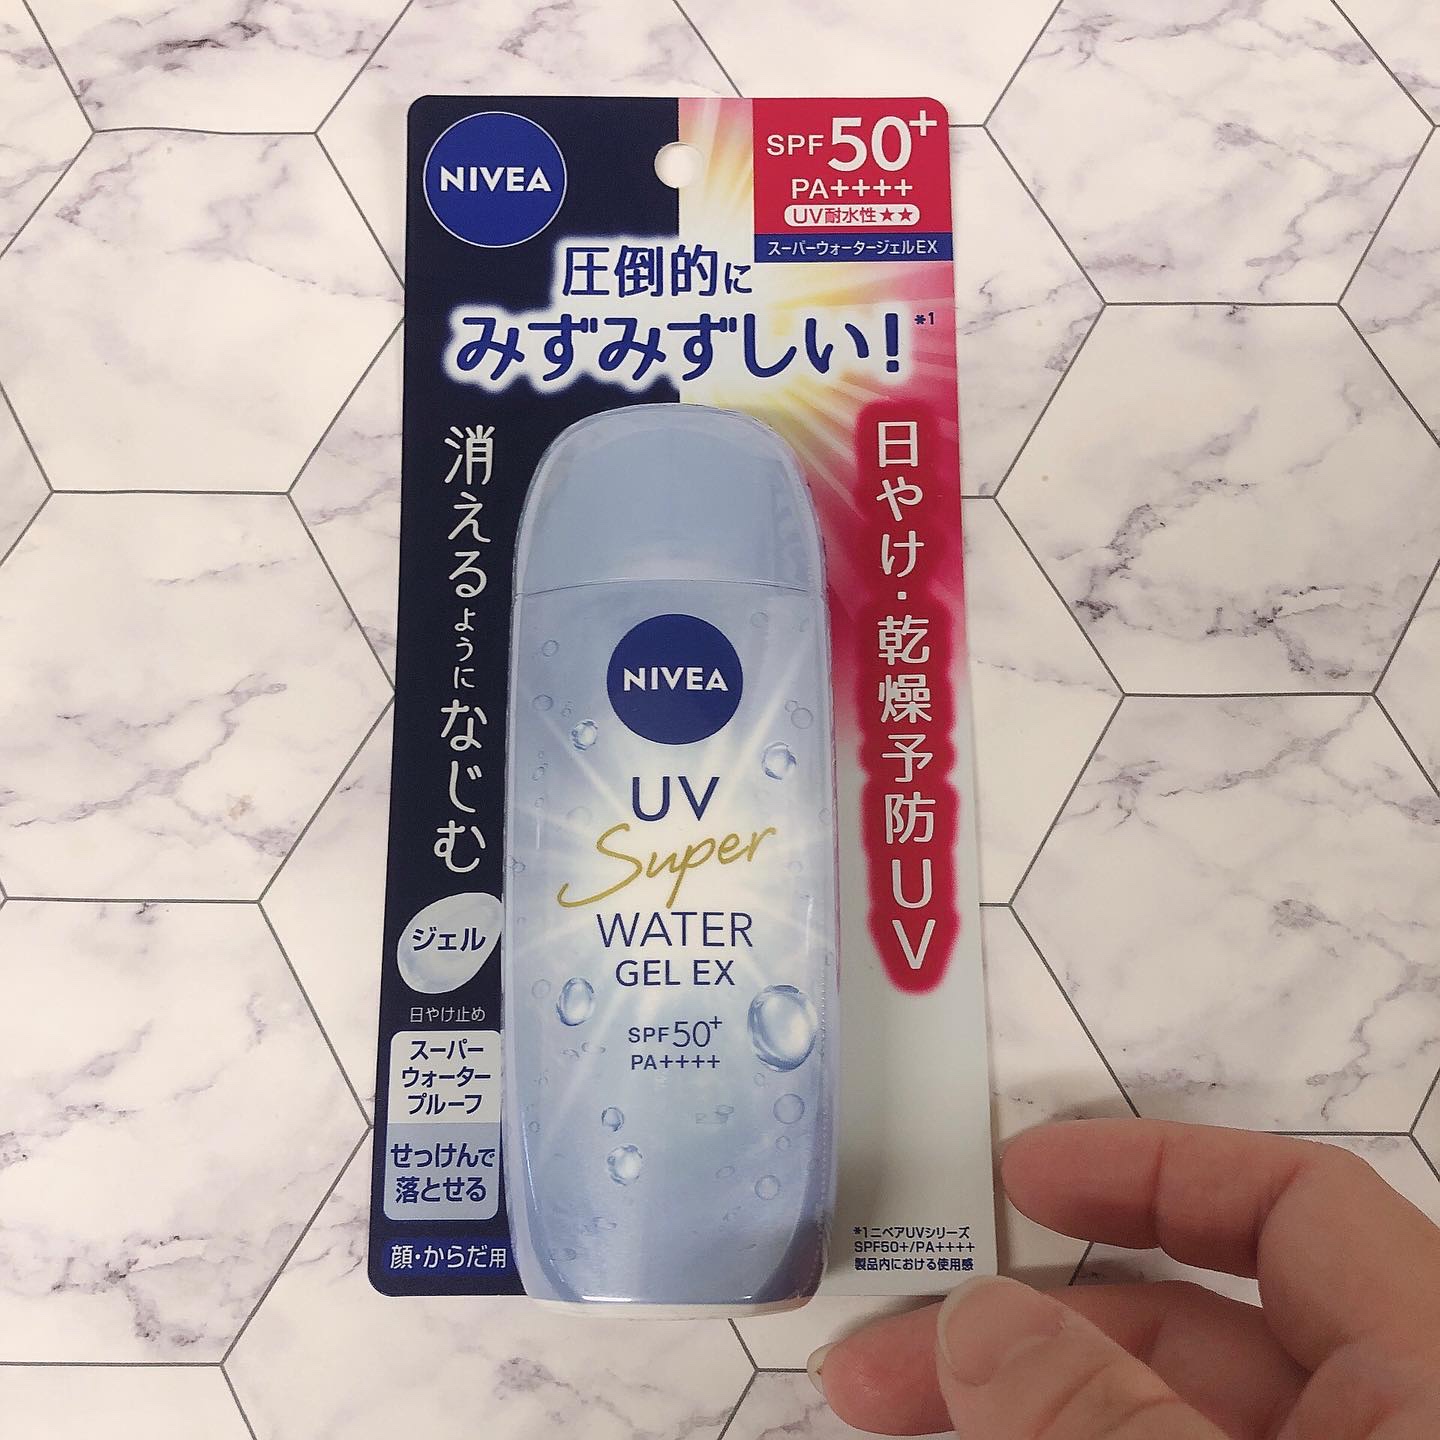 NIVEA
SPF 50+
PA++++
UV耐水性★★
スーパーウォータージェルEX
圧倒的に
みずみずしい!*1
消えるようになじむ
日やけ・乾燥予防UV
NIVEA
UV
Super
WATER
GEL EX
SPF50+
PA++++
ジェル
日やけ止め
スーパー
ウォーター
プルーフ
せっけんで
落とせる
顔・からだ用
*1ニベアUVシリーズ
SPF50+/PA++++
製品内における使用感